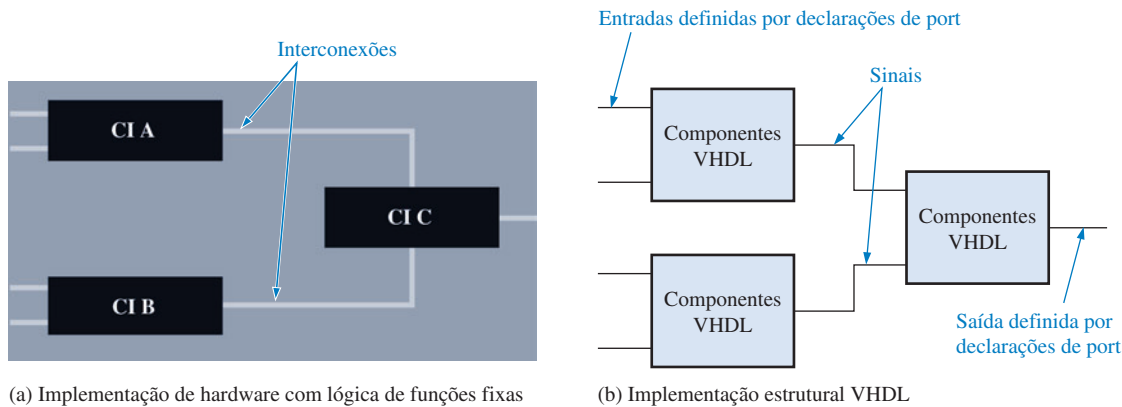 Interconexões
CI A
CI C
CI B
(a) Implementação de hardware com lógica de funções fixas
Entradas definidas por declarações de port
Sinais
Componentes
VHDL
Componentes
VHDL
Componentes
VHDL
Saída definida por
declarações de port
(b) Implementação estrutural VHDL